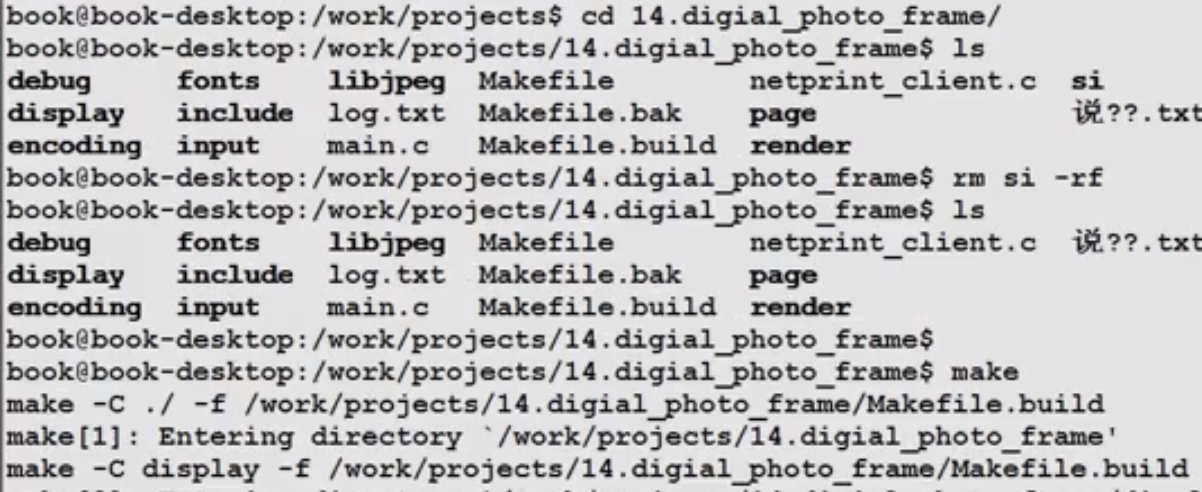 book@book-desktop:/work/projects$ cd 14.digial_photo_frame/
book@book-desktop:/work/projects/14.digial_photo_frame$ ls
debug     fonts    libjpeg  Makefile        netprint_client.c  si
display   include  log.txt  Makefile.bak    page               说??.txt
encoding  input    main.c   Makefile.build  render
book@book-desktop:/work/projects/14.digial_photo_frame$ rm si -rf
book@book-desktop:/work/projects/14.digial_photo_frame$ ls
debug     fonts    libjpeg  Makefile        netprint_client.c  说??.txt
display   include  log.txt  Makefile.bak    page
encoding  input    main.c   Makefile.build  render
book@book-desktop:/work/projects/14.digial_photo_frame$
book@book-desktop:/work/projects/14.digial_photo_frame$ make
make -C ./ -f /work/projects/14.digial_photo_frame/Makefile.build
make[1]: Entering directory `/work/projects/14.digial_photo_frame'
make -C display -f /work/projects/14.digial_photo_frame/Makefile.build